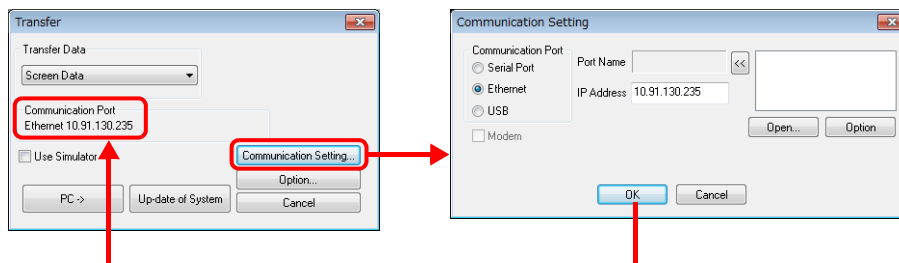 Transfer
Transfer Data
Screen Data
Communication Port
Ethernet 10.91.130.235
Use Simulator
Communication Setting...
Option...
PC ->
Up-date of System
Cancel
Communication Setting
Communication Port
Serial Port
Ethernet
USB
Modem
Port Name
<<
IP Address 10.91.130.235
Open...
Option
OK
Cancel